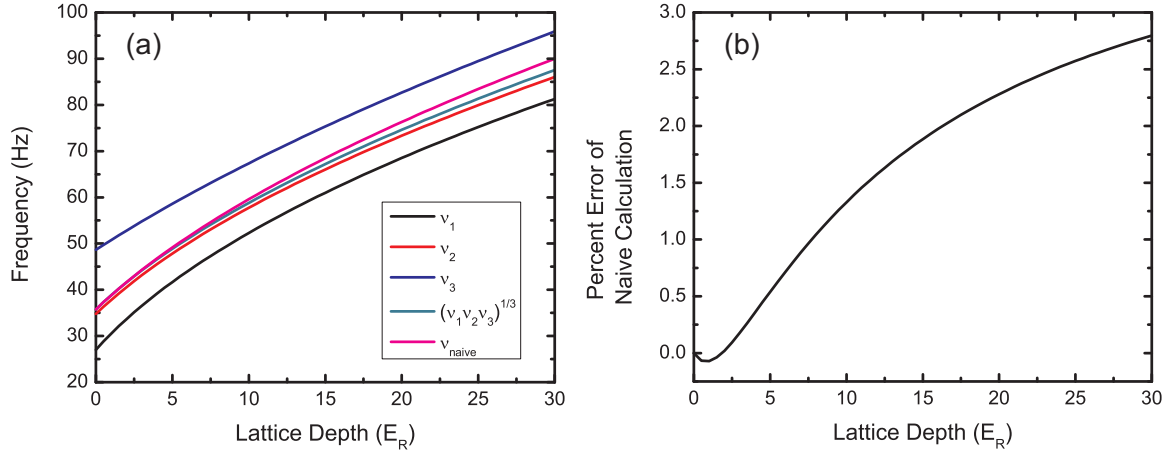 (a)
100
90
80
70
60
50
40
30
20
Frequency (Hz)
0
5
10
15
20
25
30
Lattice Depth (E_R)
ν_1
ν_2
ν_3
(ν_1ν_2ν_3)^{1/3}
ν_naive
(b)
3.0
2.5
2.0
1.5
1.0
0.5
0.0
Percent Error of
Naive Calculation
0
5
10
15
20
25
30
Lattice Depth (E_R)